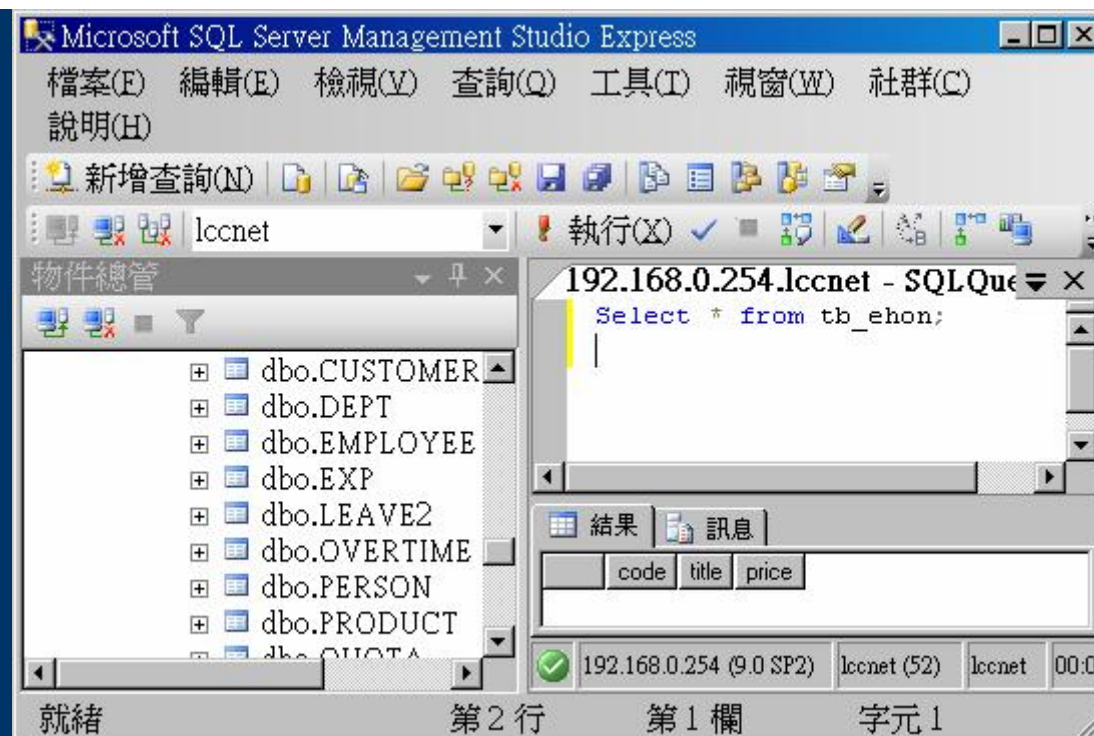 Microsoft SQL Server Management Studio Express
檔案(F) 編輯(E) 檢視(V) 查詢(Q) 工具(T) 視窗(W) 社群(C)
說明(H)
新增查詢(N)
lccnet 執行(X)
物件總管
192.168.0.254.lccnet - SQLQue
Select * from tb_ehon;
dbo.CUSTOMER
dbo.DEPT
dbo.EMPLOYEE
dbo.EXP
dbo.LEAVE2
dbo.OVERTIME
dbo.PERSON
dbo.PRODUCT
dbo.QUOTA
結果 訊息
code title price
192.168.0.254 (9.0 SP2) lccnet (52) lccnet 00:0
就緒 第 2 行 第 1 欄 字元 1